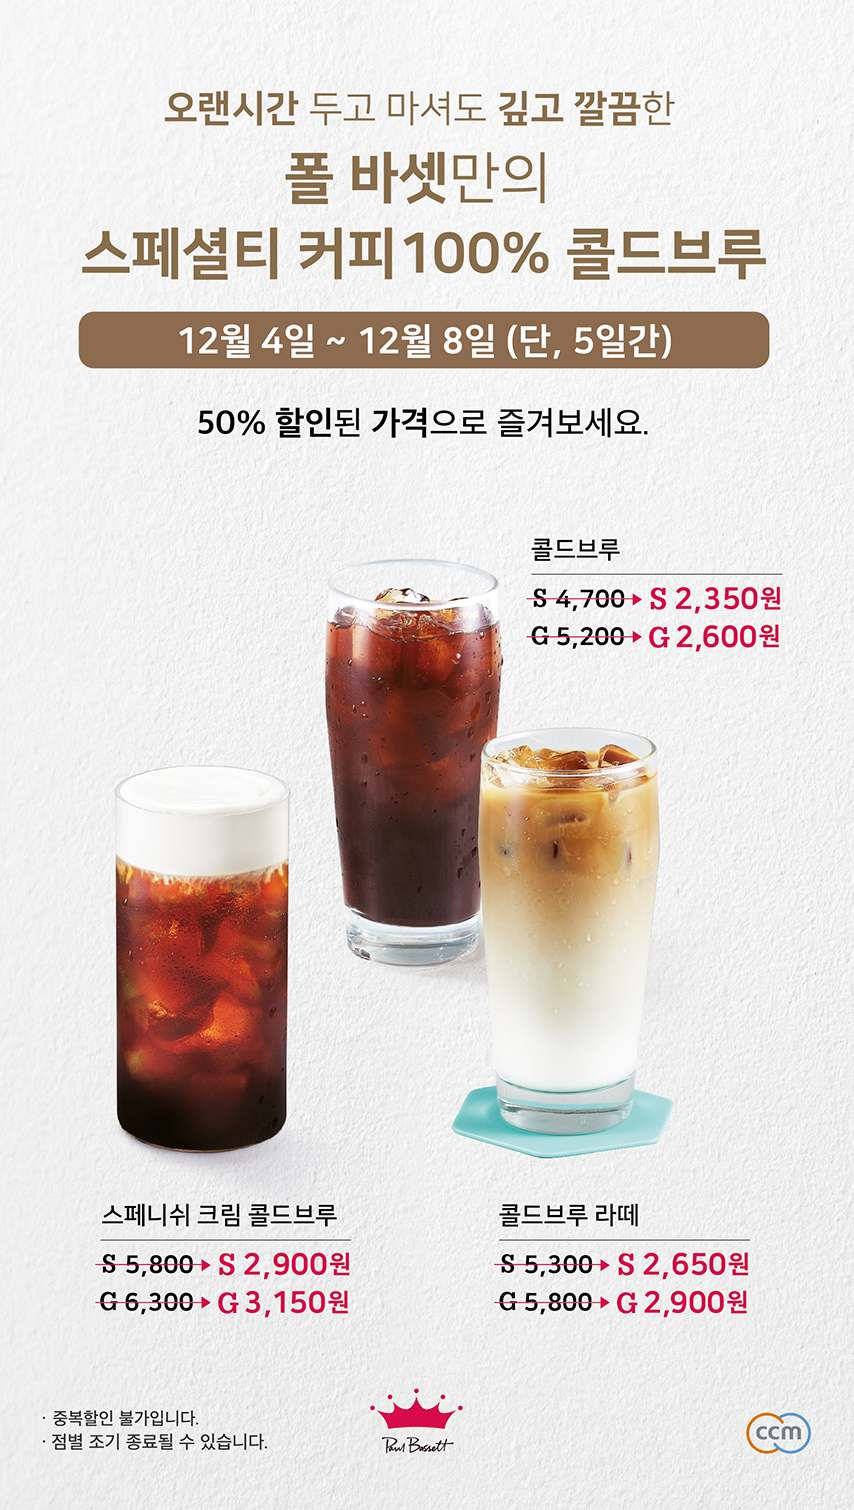 오랜시간 두고 마셔도 깊고 깔끔한
폴 바셋만의
스페셜티 커피100% 콜드브루
12월 4일 ~ 12월 8일 (단, 5일간)
50% 할인된 가격으로 즐겨보세요.
콜드브루
S 4,700 ▸ S 2,350원
G 5,200 ▸ G 2,600원
스페니쉬 크림 콜드브루
S 5,800 ▸ S 2,900원
G 6,300 ▸ G 3,150원
콜드브루 라떼
S 5,300 ▸ S 2,650원
G 5,800 ▸ G 2,900원
· 중복할인 불가입니다.
· 점별 조기 종료될 수 있습니다.
Paul Bassett
ccm